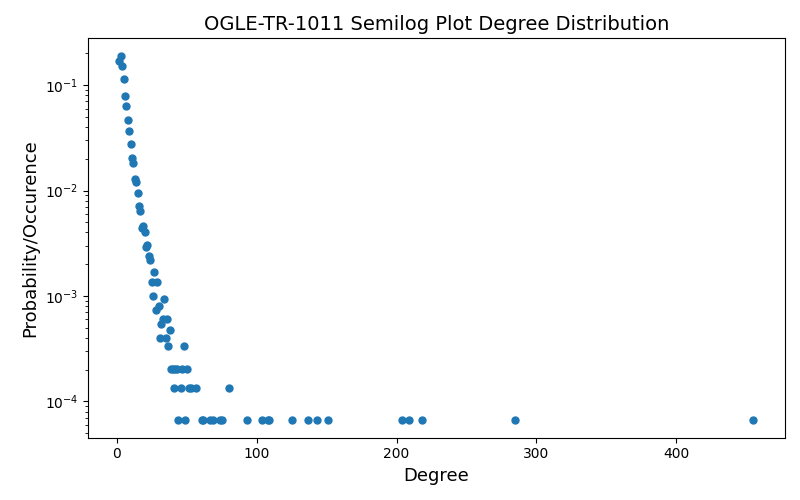 OGLE-TR-1011 Semilog Plot Degree Distribution
Probability/Occurence
10⁻¹
10⁻²
10⁻³
10⁻⁴
0 100 200 300 400
Degree